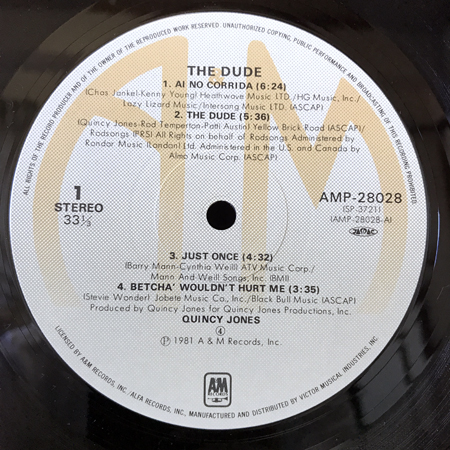 ALL RIGHTS OF THE RECORD PRODUCER AND OF THE OWNER OF THE RECORDED WORK RESERVED. UNAUTHORIZED COPYING, PUBLIC PERFORMANCE AND BROADCASTING OF THIS RECORDING PROHIBITED
THE DUDE
1. AI NO CORRIDA (6:24)
(Chas Jankel-Kenny Young) Heatwave Music LTD /HG Music, Inc./
Lazy Lizard Music/Intersong Music LTD. (ASCAP)
2. THE DUDE (5:36)
(Quincy Jones-Rod Temperton-Patti Austin) Yellow Brick Road (ASCAP)/
Rodsongs (PRS) All Rights on behalf of Rodsongs Administered by
Rondor Music (London) Ltd. Administered in the U.S. and Canada by
Almo Music Corp. (ASCAP)
1
STEREO
33⅓
AMP-28028
(SP-3721)
(AMP-28028-A)
3. JUST ONCE (4:32)
(Barry Mann-Cynthia Weill) ATV Music Corp./
Mann and Weill Songs, Inc. (BMI)
4. BETCHA' WOULDN'T HURT ME (3:35)
(Stevie Wonder) Jobete Music Co., Inc./Black Bull Music (ASCAP)
Produced by Quincy Jones for Quincy Jones Productions, Inc.
QUINCY JONES
④
Ⓟ 1981 A & M Records, Inc.
A&M
RECORDS
LICENSED BY A&M RECORDS, INC., ALFA RECORDS, INC., MANUFACTURED AND DISTRIBUTED BY VICTOR MUSICAL INDUSTRIES, INC.